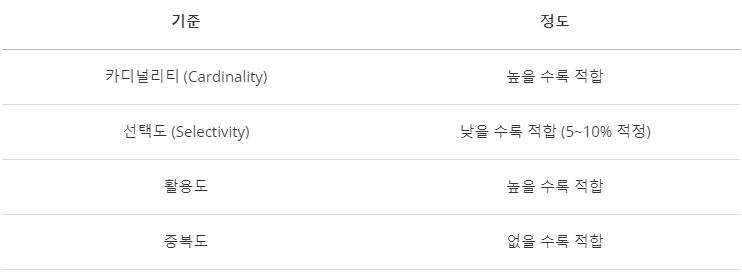 기준 정도
카디널리티 (Cardinality) 높을 수록 적합
선택도 (Selectivity) 낮을 수록 적합 (5~10% 적정)
활용도 높을 수록 적합
중복도 없을 수록 적합